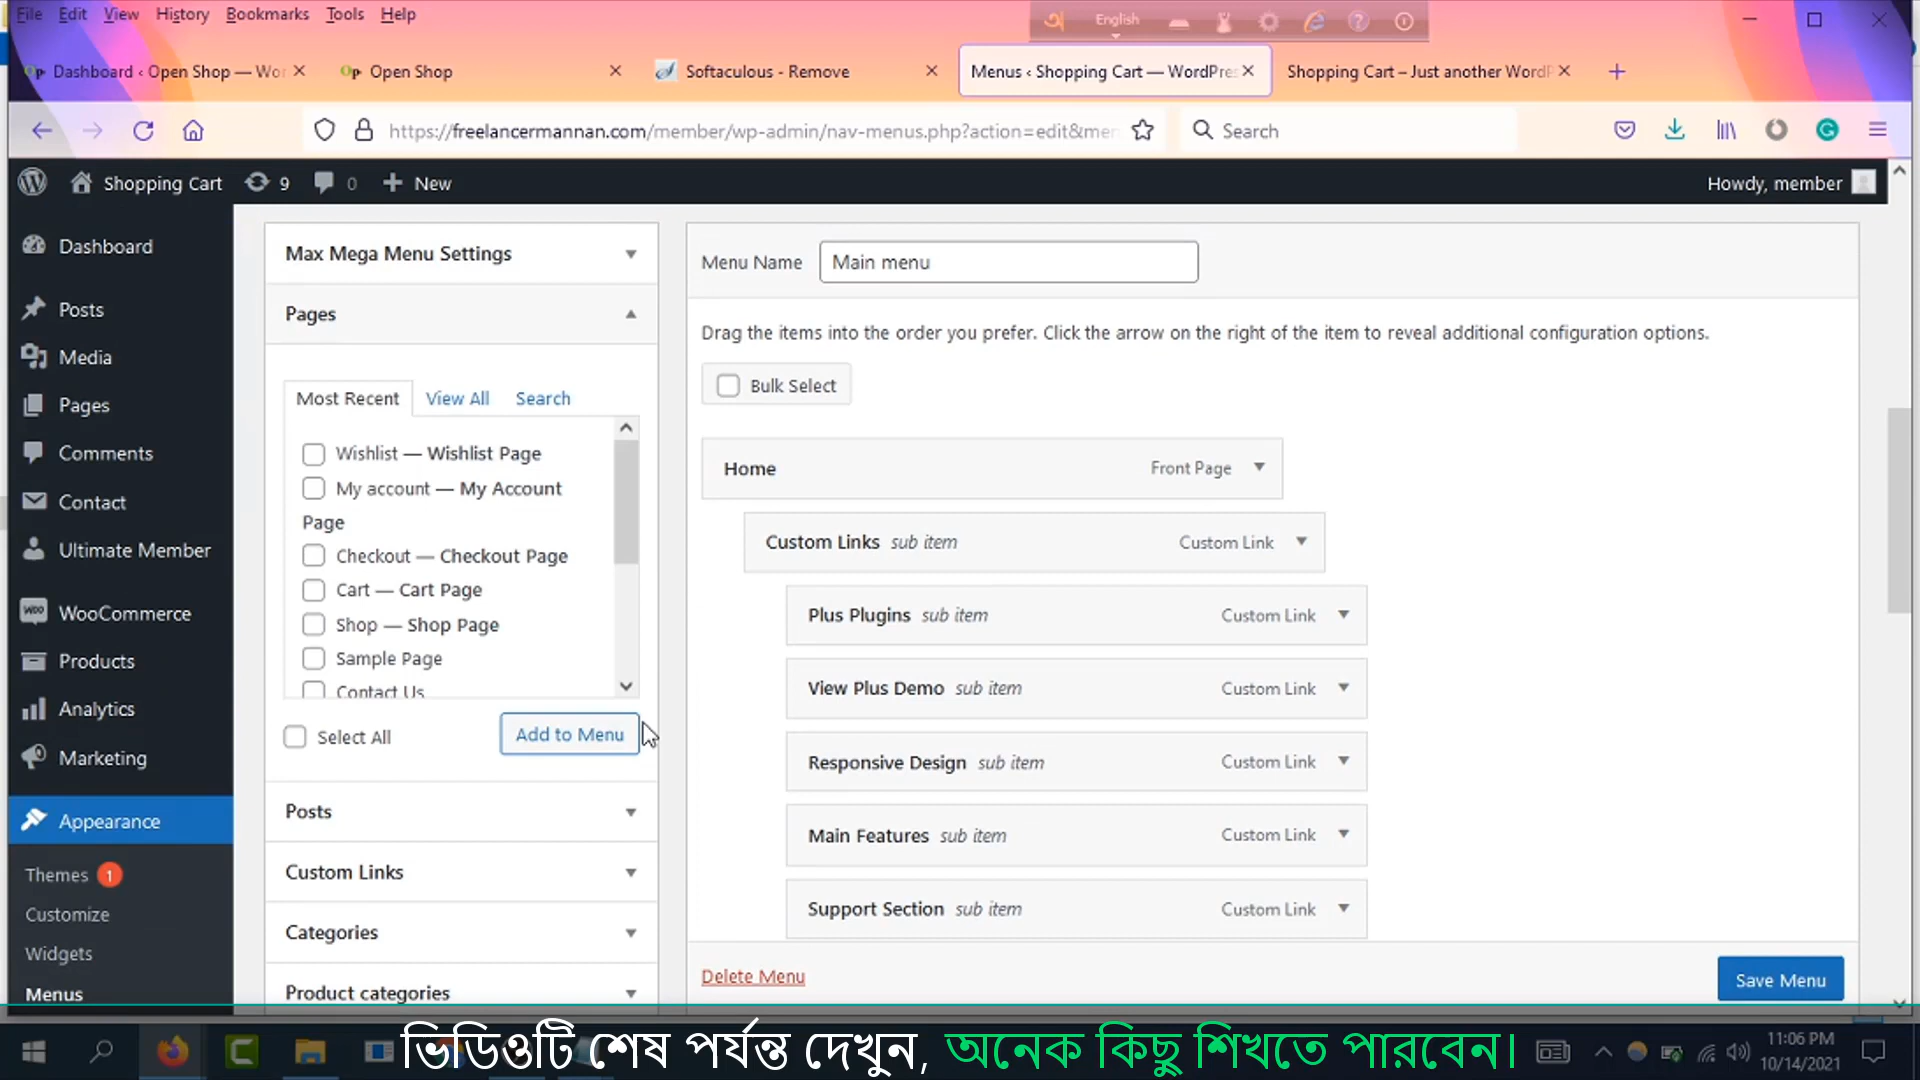 File Edit View History Bookmarks Tools Help
English
Dashboard ‹ Open Shop — Wor
Open Shop
Softaculous - Remove
Menus ‹ Shopping Cart — WordPres
Shopping Cart – Just another WordP
https://freelancermannan.com/member/wp-admin/nav-menus.php?action=edit&mer
Search
Shopping Cart 9 0 New
Howdy, member
Dashboard
Posts
Media
Pages
Comments
Contact
Ultimate Member
WooCommerce
Products
Analytics
Marketing
Appearance
Themes 1
Customize
Widgets
Menus
Max Mega Menu Settings
Pages
Most Recent View All Search
Wishlist — Wishlist Page
My account — My Account
Page
Checkout — Checkout Page
Cart — Cart Page
Shop — Shop Page
Sample Page
Contact Us
Select All Add to Menu
Posts
Custom Links
Categories
Product categories
Menu Name Main menu
Drag the items into the order you prefer. Click the arrow on the right of the item to reveal additional configuration options.
Bulk Select
Home Front Page
Custom Links sub item Custom Link
Plus Plugins sub item Custom Link
View Plus Demo sub item Custom Link
Responsive Design sub item Custom Link
Main Features sub item Custom Link
Support Section sub item Custom Link
Delete Menu Save Menu
ভিডিওটি শেষ পর্যন্ত দেখুন, অনেক কিছু শিখতে পারবেন।
11:06 PM
10/14/2021